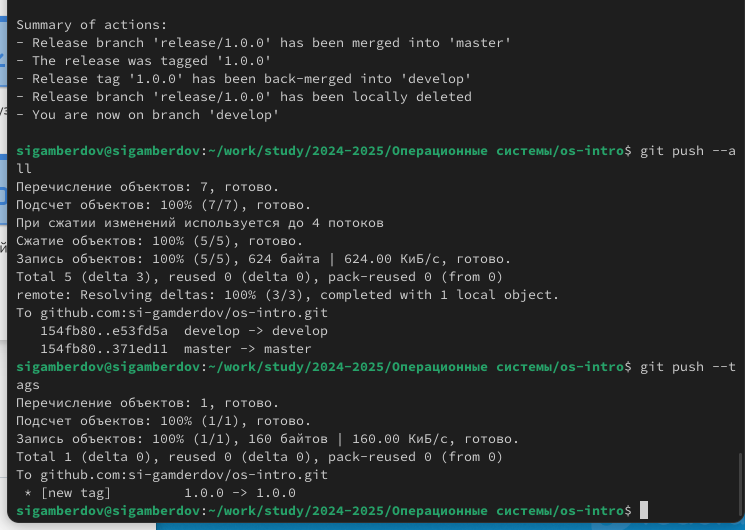 Summary of actions:
- Release branch 'release/1.0.0' has been merged into 'master'
- The release was tagged '1.0.0'
- Release tag '1.0.0' has been back-merged into 'develop'
- Release branch 'release/1.0.0' has been locally deleted
- You are now on branch 'develop'
sigamberdov@sigamberdov:~/work/study/2024-2025/Операционные системы/os-intro$ git push --a
ll
Перечисление объектов: 7, готово.
Подсчет объектов: 100% (7/7), готово.
При сжатии изменений используется до 4 потоков
Сжатие объектов: 100% (5/5), готово.
Запись объектов: 100% (5/5), 624 байта | 624.00 КиБ/с, готово.
Total 5 (delta 3), reused 0 (delta 0), pack-reused 0 (from 0)
remote: Resolving deltas: 100% (3/3), completed with 1 local object.
To github.com:si-gamderdov/os-intro.git
   154fb80..e53fd5a  develop -> develop
   154fb80..371ed11  master -> master
sigamberdov@sigamberdov:~/work/study/2024-2025/Операционные системы/os-intro$ git push --t
ags
Перечисление объектов: 1, готово.
Подсчет объектов: 100% (1/1), готово.
Запись объектов: 100% (1/1), 160 байтов | 160.00 КиБ/с, готово.
Total 1 (delta 0), reused 0 (delta 0), pack-reused 0 (from 0)
To github.com:si-gamderdov/os-intro.git
 * [new tag]         1.0.0 -> 1.0.0
sigamberdov@sigamberdov:~/work/study/2024-2025/Операционные системы/os-intro$